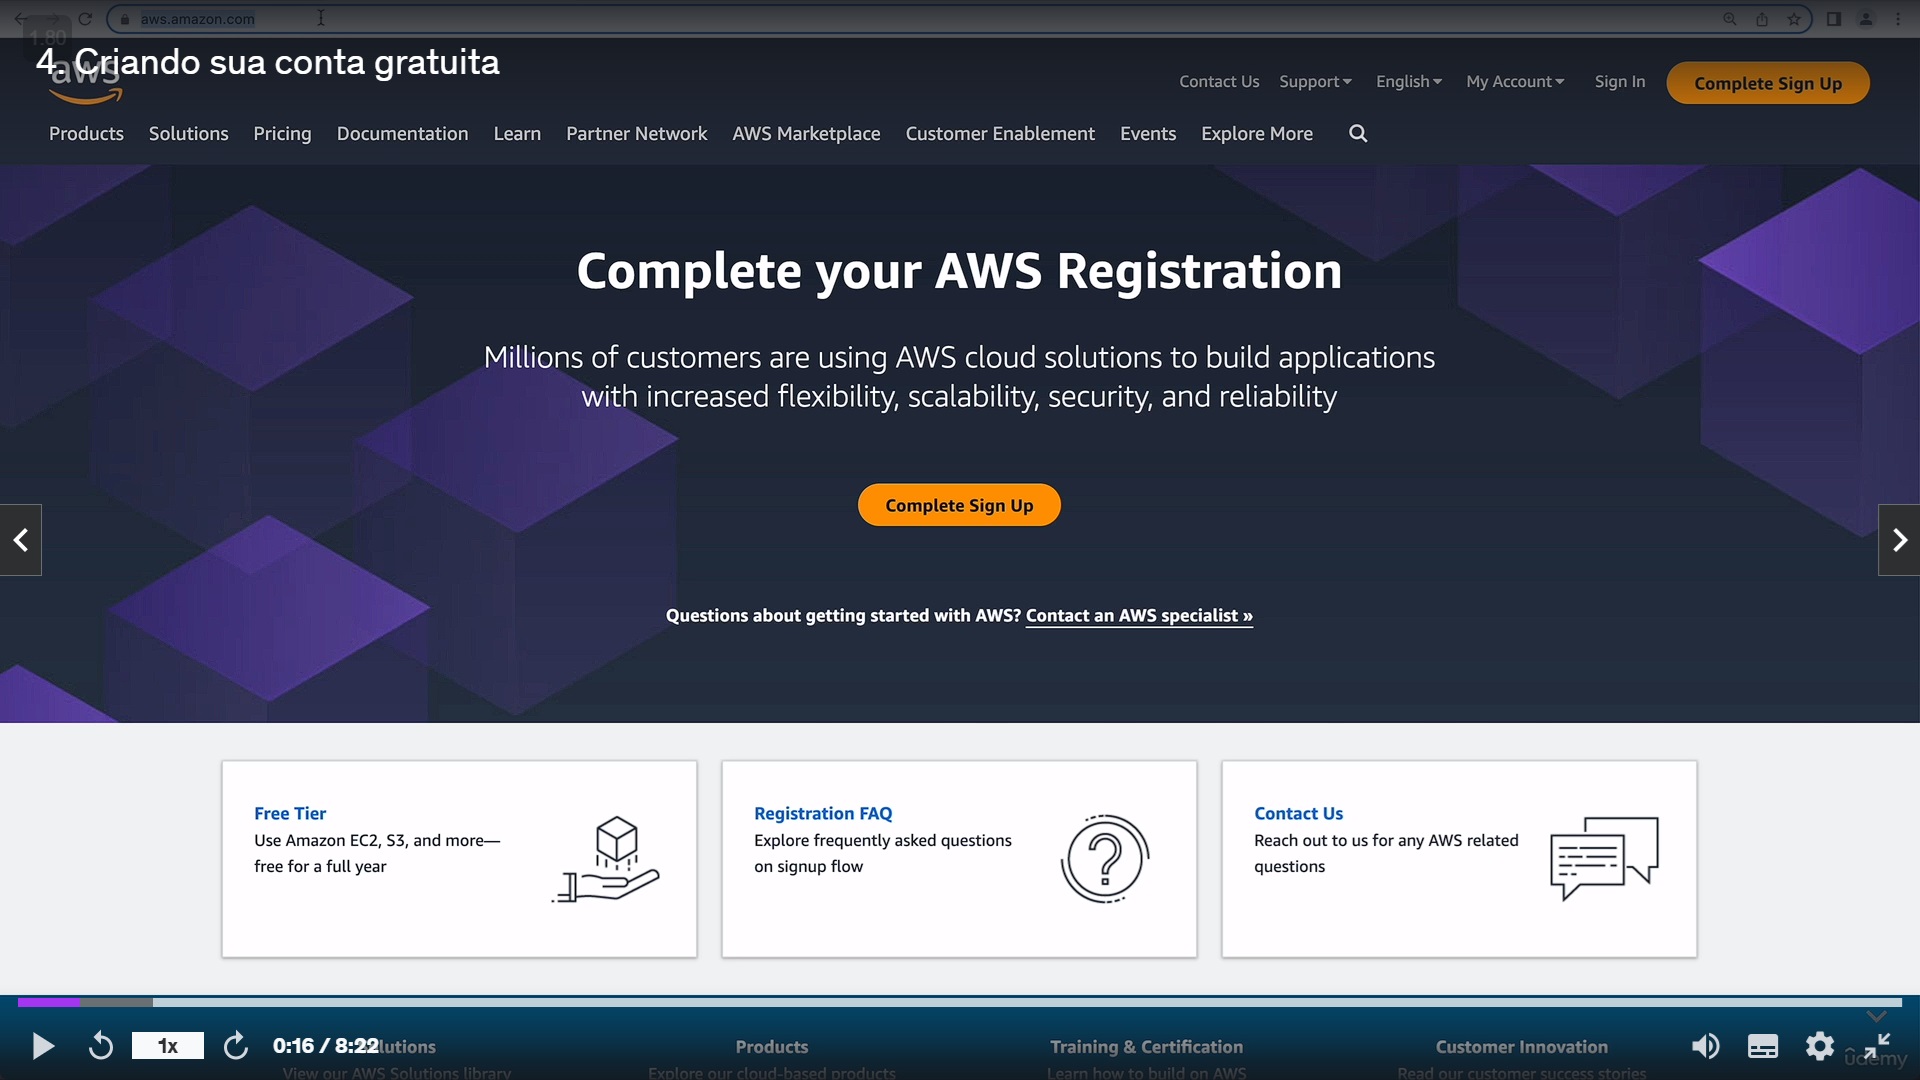 aws.amazon.com
1.80
4. Criando sua conta gratuita
aws
Contact Us Support English My Account Sign In Complete Sign Up
Products Solutions Pricing Documentation Learn Partner Network AWS Marketplace Customer Enablement Events Explore More
Complete your AWS Registration
Millions of customers are using AWS cloud solutions to build applications
with increased flexibility, scalability, security, and reliability
Complete Sign Up
Questions about getting started with AWS? Contact an AWS specialist »
Free Tier
Use Amazon EC2, S3, and more—
free for a full year
Registration FAQ
Explore frequently asked questions
on signup flow
Contact Us
Reach out to us for any AWS related
questions
1x
0:16 / 8:22
Products
Training & Certification
Customer Innovation
View our AWS Solutions library
Explore our cloud-based products
Learn how to build on AWS
Read our customer success stories
udemy